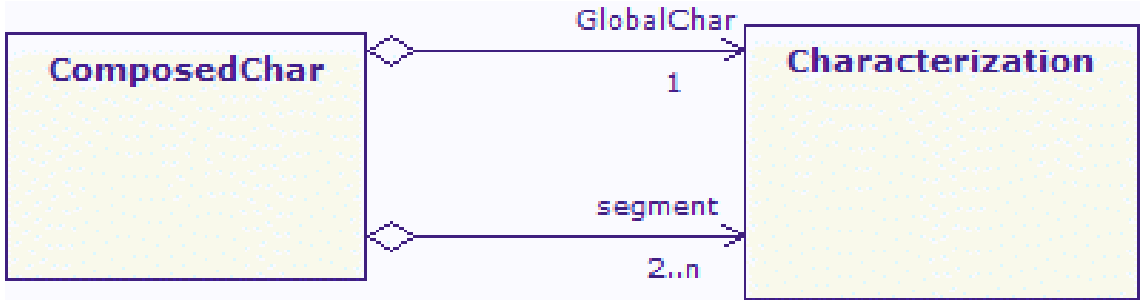 GlobalChar
ComposedChar
Characterization
1
segment
2..n